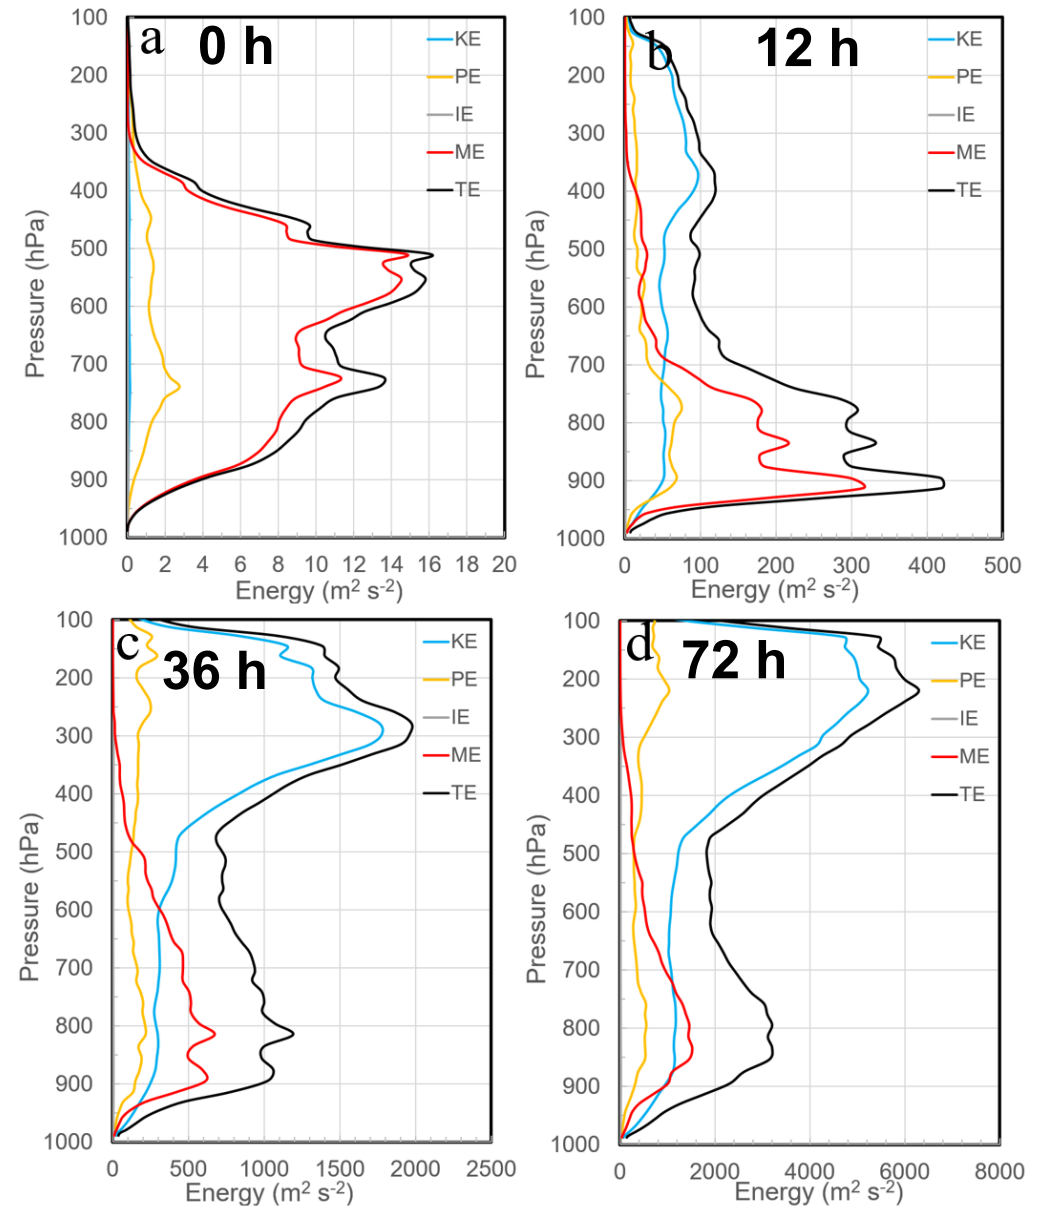 a 0 h
100
200
300
400
500
600
700
800
900
1000
Pressure (hPa)
KE
PE
IE
ME
TE
0 2 4 6 8 10 12 14 16 18 20
Energy (m² s⁻²)
b 12 h
100
200
300
400
500
600
700
800
900
1000
Pressure (hPa)
KE
PE
IE
ME
TE
0 100 200 300 400 500
Energy (m² s⁻²)
c 36 h
100
200
300
400
500
600
700
800
900
1000
Pressure (hPa)
KE
PE
IE
ME
TE
0 500 1000 1500 2000 2500
Energy (m² s⁻²)
d 72 h
100
200
300
400
500
600
700
800
900
1000
Pressure (hPa)
KE
PE
IE
ME
TE
0 2000 4000 6000 8000
Energy (m² s⁻²)